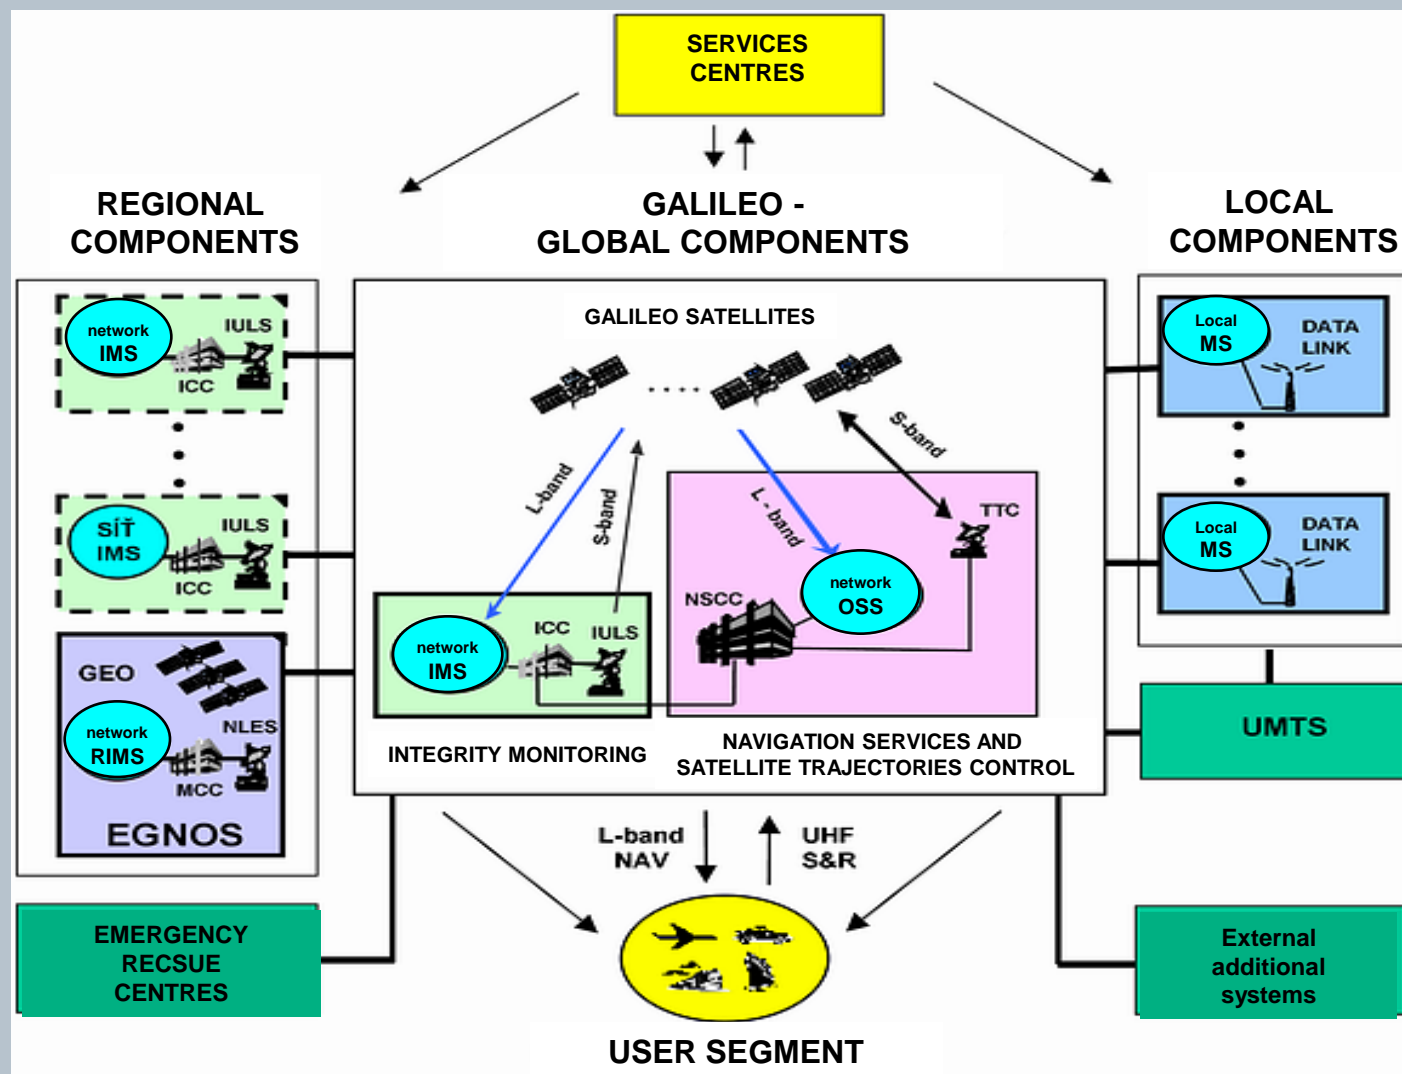 SERVICES
CENTRES
REGIONAL
COMPONENTS
GALILEO -
GLOBAL COMPONENTS
LOCAL
COMPONENTS
network
IMS
IULS
ICC
SÍŤ
IMS
IULS
ICC
GEO
network
RIMS
NLES
MCC
EGNOS
GALILEO SATELLITES
L-band
S-band
L - band
S-band
TTC
NSCC
network
OSS
network
IMS
ICC
IULS
INTEGRITY MONITORING
NAVIGATION SERVICES AND
SATELLITE TRAJECTORIES CONTROL
Local
MS
DATA
LINK
Local
MS
DATA
LINK
UMTS
L-band
NAV
UHF
S&R
EMERGENCY
RECSUE
CENTRES
External
additional
systems
USER SEGMENT